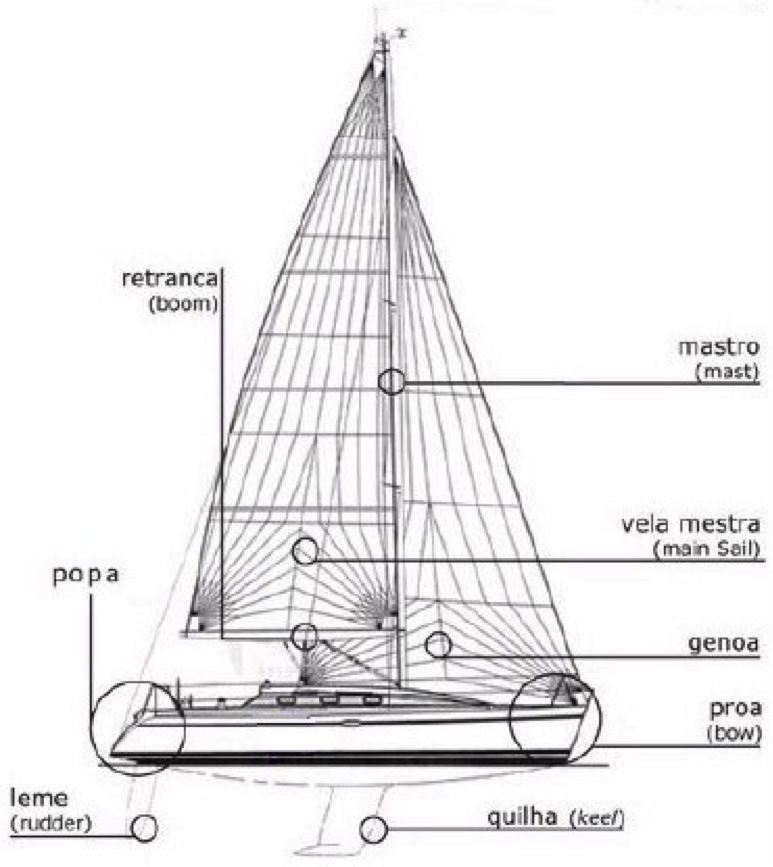 retranca
(boom)
mastro
(mast)
vela mestra
(main Sail)
popa
genoa
proa
(bow)
leme
(rudder)
quilha (keel)